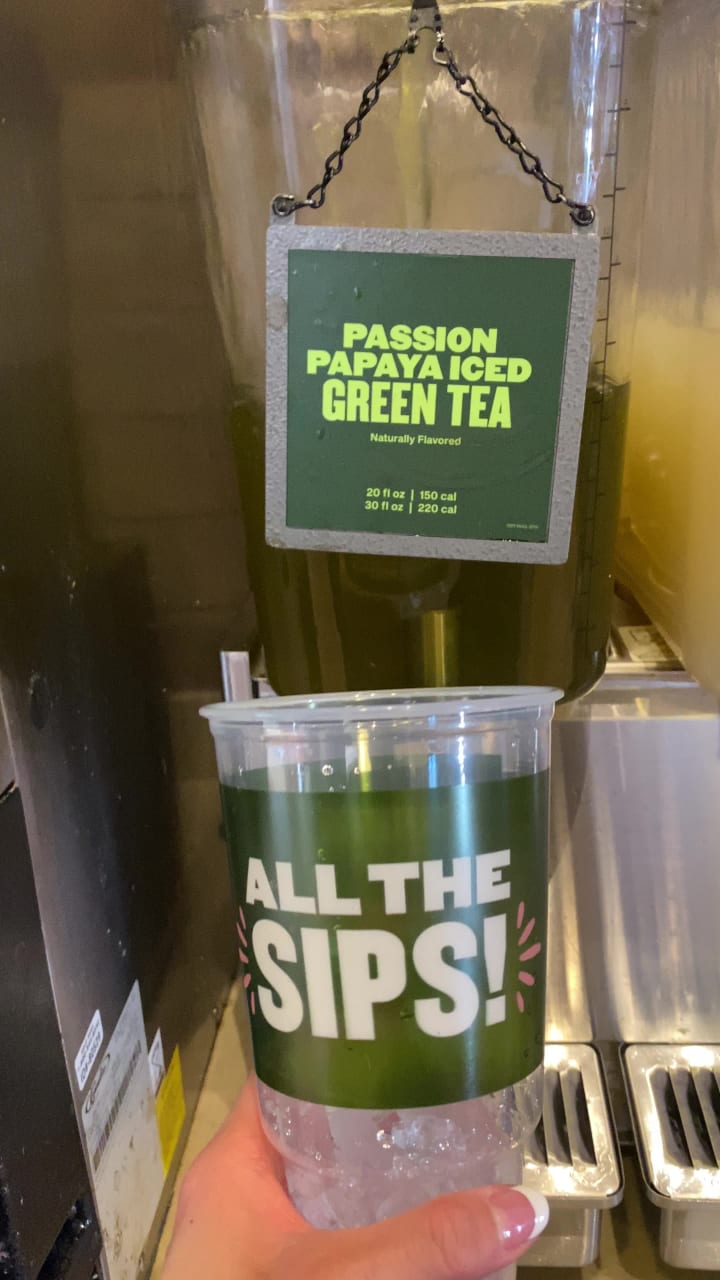 PASSION
PAPAYA ICED
GREEN TEA
Naturally Flavored
20 fl oz | 150 cal
30 fl oz | 220 cal
ALL THE
SIPS!